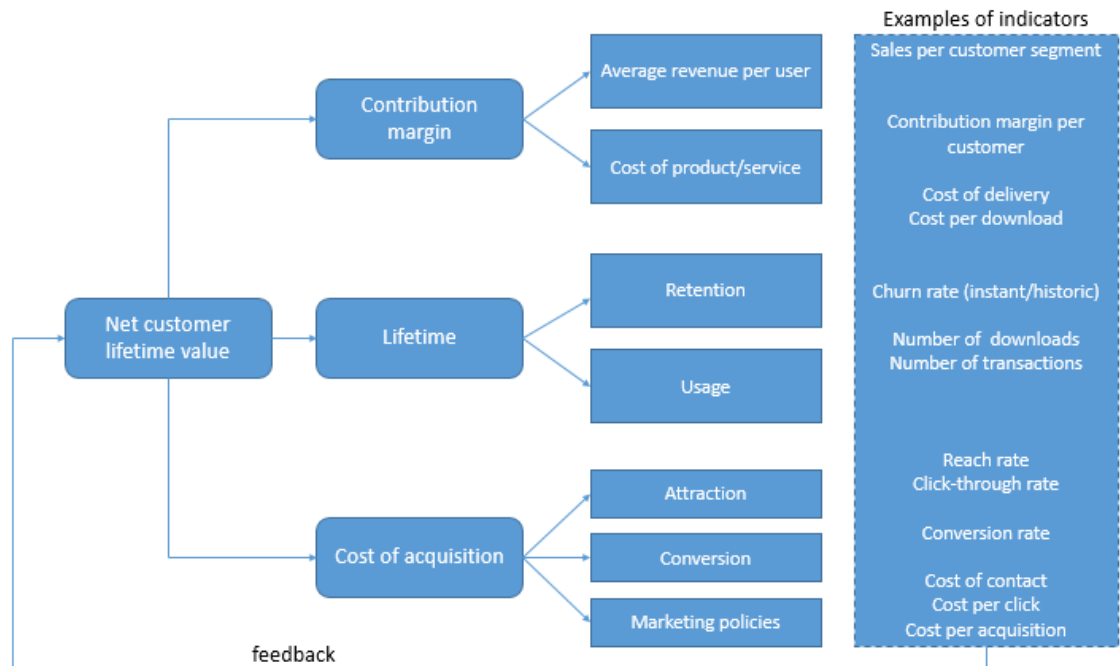 Examples of indicators
Net customer
lifetime value
Contribution
margin
Average revenue per user
Cost of product/service
Lifetime
Retention
Usage
Cost of acquisition
Attraction
Conversion
Marketing policies
Sales per customer segment
Contribution margin per
customer
Cost of delivery
Cost per download
Churn rate (instant/historic)
Number of downloads
Number of transactions
Reach rate
Click-through rate
Conversion rate
Cost of contact
Cost per click
Cost per acquisition
feedback